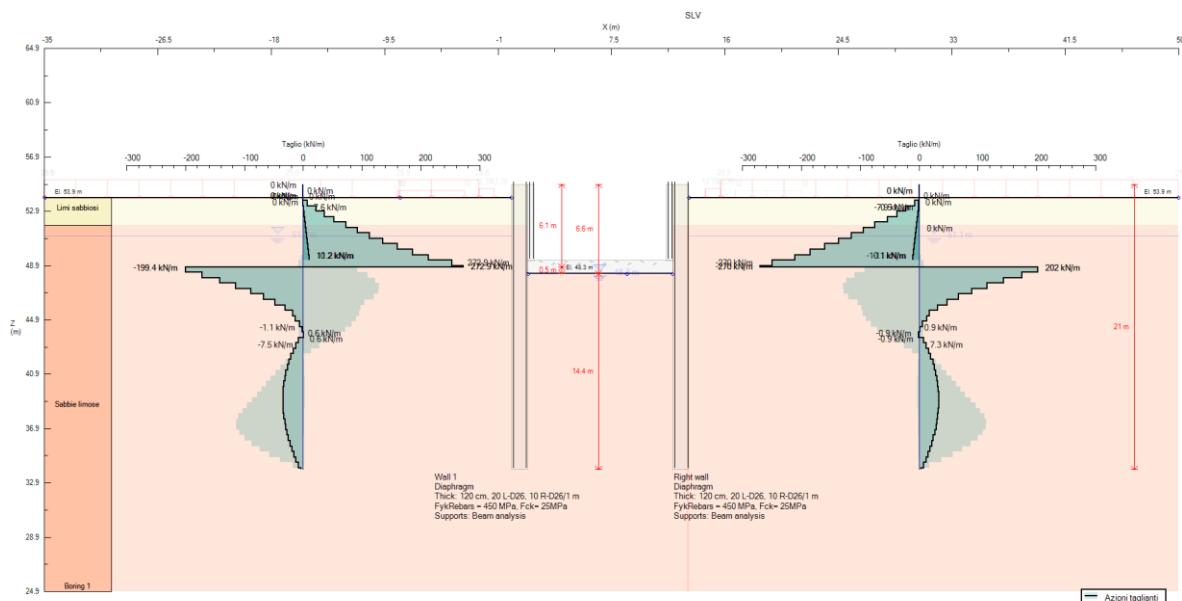 SLV
X (m)
-35 -26.5 -18 -9.5 -1 7.5 16 24.5 33 41.5 50
64.9
60.9
56.9
52.9
48.9
44.9
40.9
36.9
32.9
28.9
24.9
Z
(m)
Taglio (kN/m)
-300 -200 -100 0 100 200 300
Taglio (kN/m)
-300 -200 -100 0 100 200 300
El. 53.9 m
Limi sabbiosi
Sabbie limose
Boring 1
0 kN/m
0 kN/m
0 kN/m
0 kN/m
-199.4 kN/m
272.9 kN/m
272.9 kN/m
-1.1 kN/m
0.6 kN/m
0.6 kN/m
-7.5 kN/m
6.1 m
6.6 m
0.5 m
El. 48.3 m
14.4 m
0 kN/m
0 kN/m
0 kN/m
0 kN/m
-10.1 kN/m
-270 kN/m
-270 kN/m
202 kN/m
0.9 kN/m
-0.9 kN/m
-0.9 kN/m
7.3 kN/m
El. 53.9 m
21 m
Wall 1
Diaphragm
Thick: 120 cm, 20 L-D26, 10 R-D26/1 m
FykRebars = 450 MPa, Fck= 25MPa
Supports: Beam analysis
Right wall
Diaphragm
Thick: 120 cm, 20 L-D26, 10 R-D26/1 m
FykRebars = 450 MPa, Fck= 25MPa
Supports: Beam analysis
Azioni taglianti